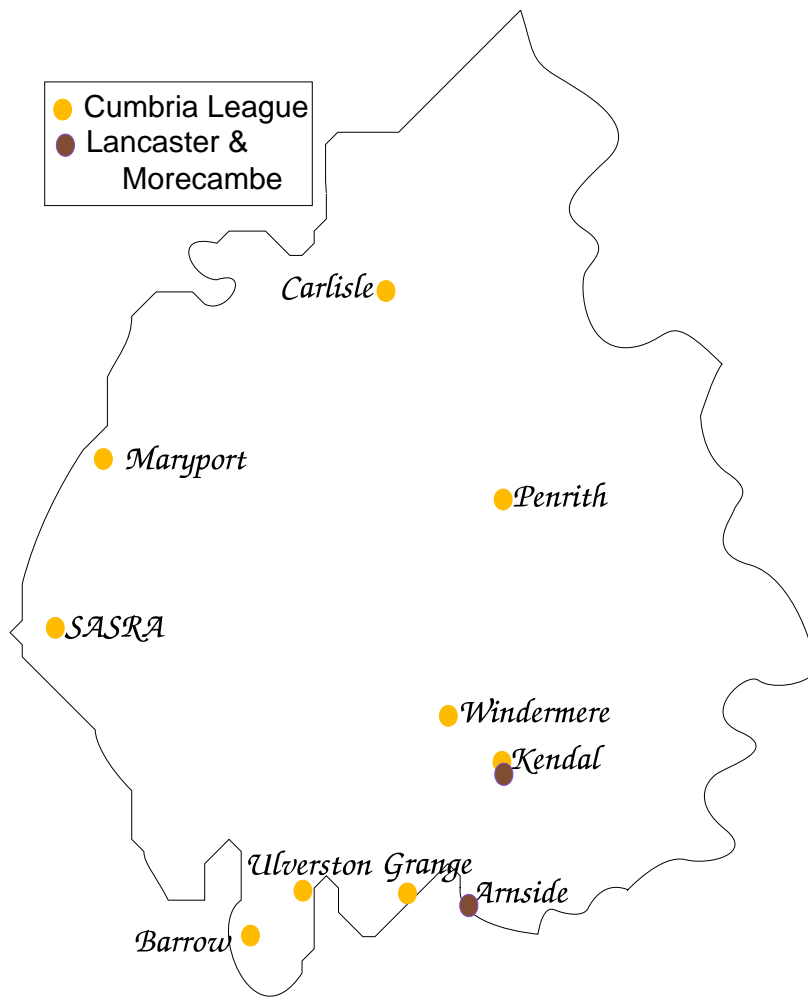 Cumbria League
Lancaster &
Morecambe
Carlisle
Maryport
Penrith
SASRA
Windermere
Kendal
Ulverston Grange
Arnside
Barrow